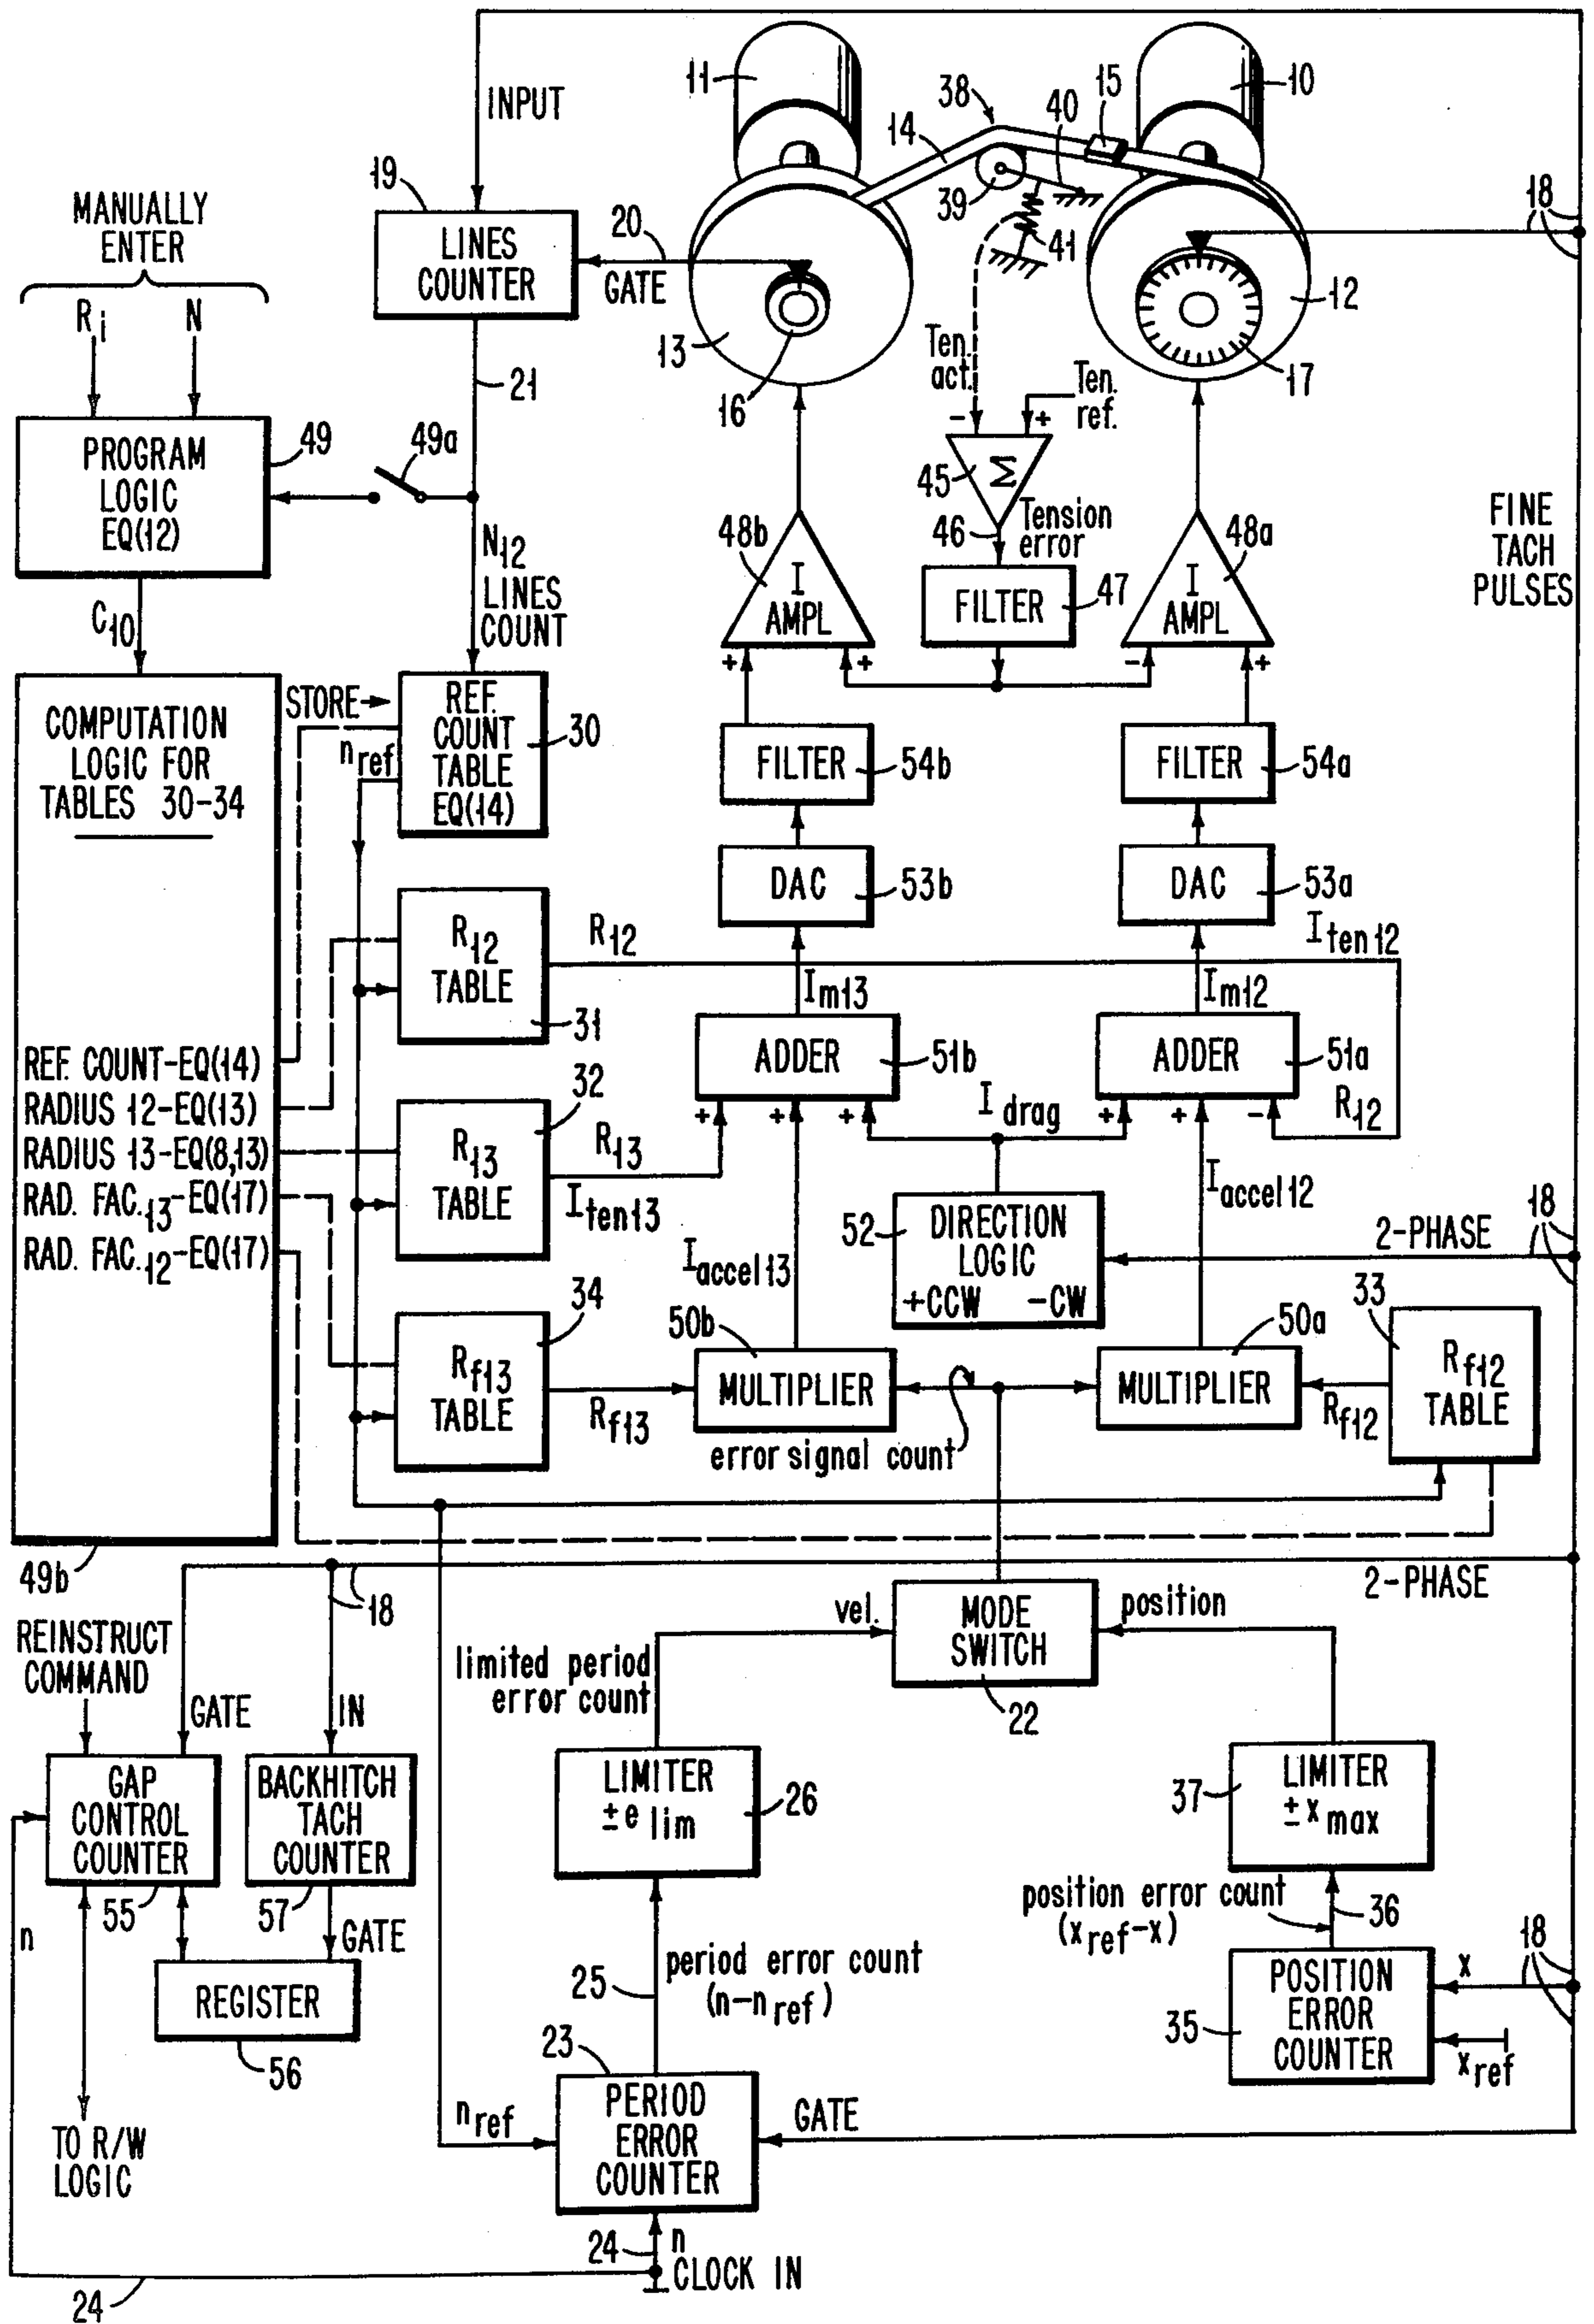 11
38
15
10
40
INPUT
14
39
41
19
MANUALLY
ENTER
LINES
COUNTER
20
GATE
18
Ri
N
13
16
12
17
21
Ten.
act.
Ten.
ref.
- +
Σ
45
PROGRAM
LOGIC
EQ(12)
49
49a
46
Tension
error
FINE
TACH
PULSES
N12
LINES
COUNT
48b
I
AMPL
+ +
FILTER
47
48a
I
AMPL
- +
C10
COMPUTATION
LOGIC FOR
TABLES 30-34
STORE→
nref
REF.
COUNT
TABLE
EQ(14)
30
FILTER
54b
FILTER
54a
DAC
53b
DAC
53a
R12
TABLE
31
R12
Iten12
Im13
Im12
ADDER
51b
ADDER
51a
+ + +
+ + -
Idrag
R12
REF. COUNT-EQ(14)
RADIUS 12-EQ(13)
RADIUS 13-EQ(8,13)
RAD. FAC.13-EQ(17)
RAD. FAC.12-EQ(17)
32
R13
TABLE
R13
Iten13
Iaccel13
Iaccel12
52
DIRECTION
LOGIC
+CCW -CW
2-PHASE
18
34
Rf13
TABLE
Rf13
50b
MULTIPLIER
50a
MULTIPLIER
33
Rf12
TABLE
Rf12
error signal count
49b
18
2-PHASE
REINSTRUCT
COMMAND
GATE
IN
vel.
MODE
SWITCH
22
position
limited period
error count
GAP
CONTROL
COUNTER
55
BACKHITCH
TACH
COUNTER
57
LIMITER
±e lim
26
37
LIMITER
±x max
n
GATE
REGISTER
56
25
period error count
(n-nref)
position error count
(xref-x)
36
18
35
POSITION
ERROR
COUNTER
x
xref
23
PERIOD
ERROR
COUNTER
nref
GATE
TO R/W
LOGIC
24
n
CLOCK IN
24